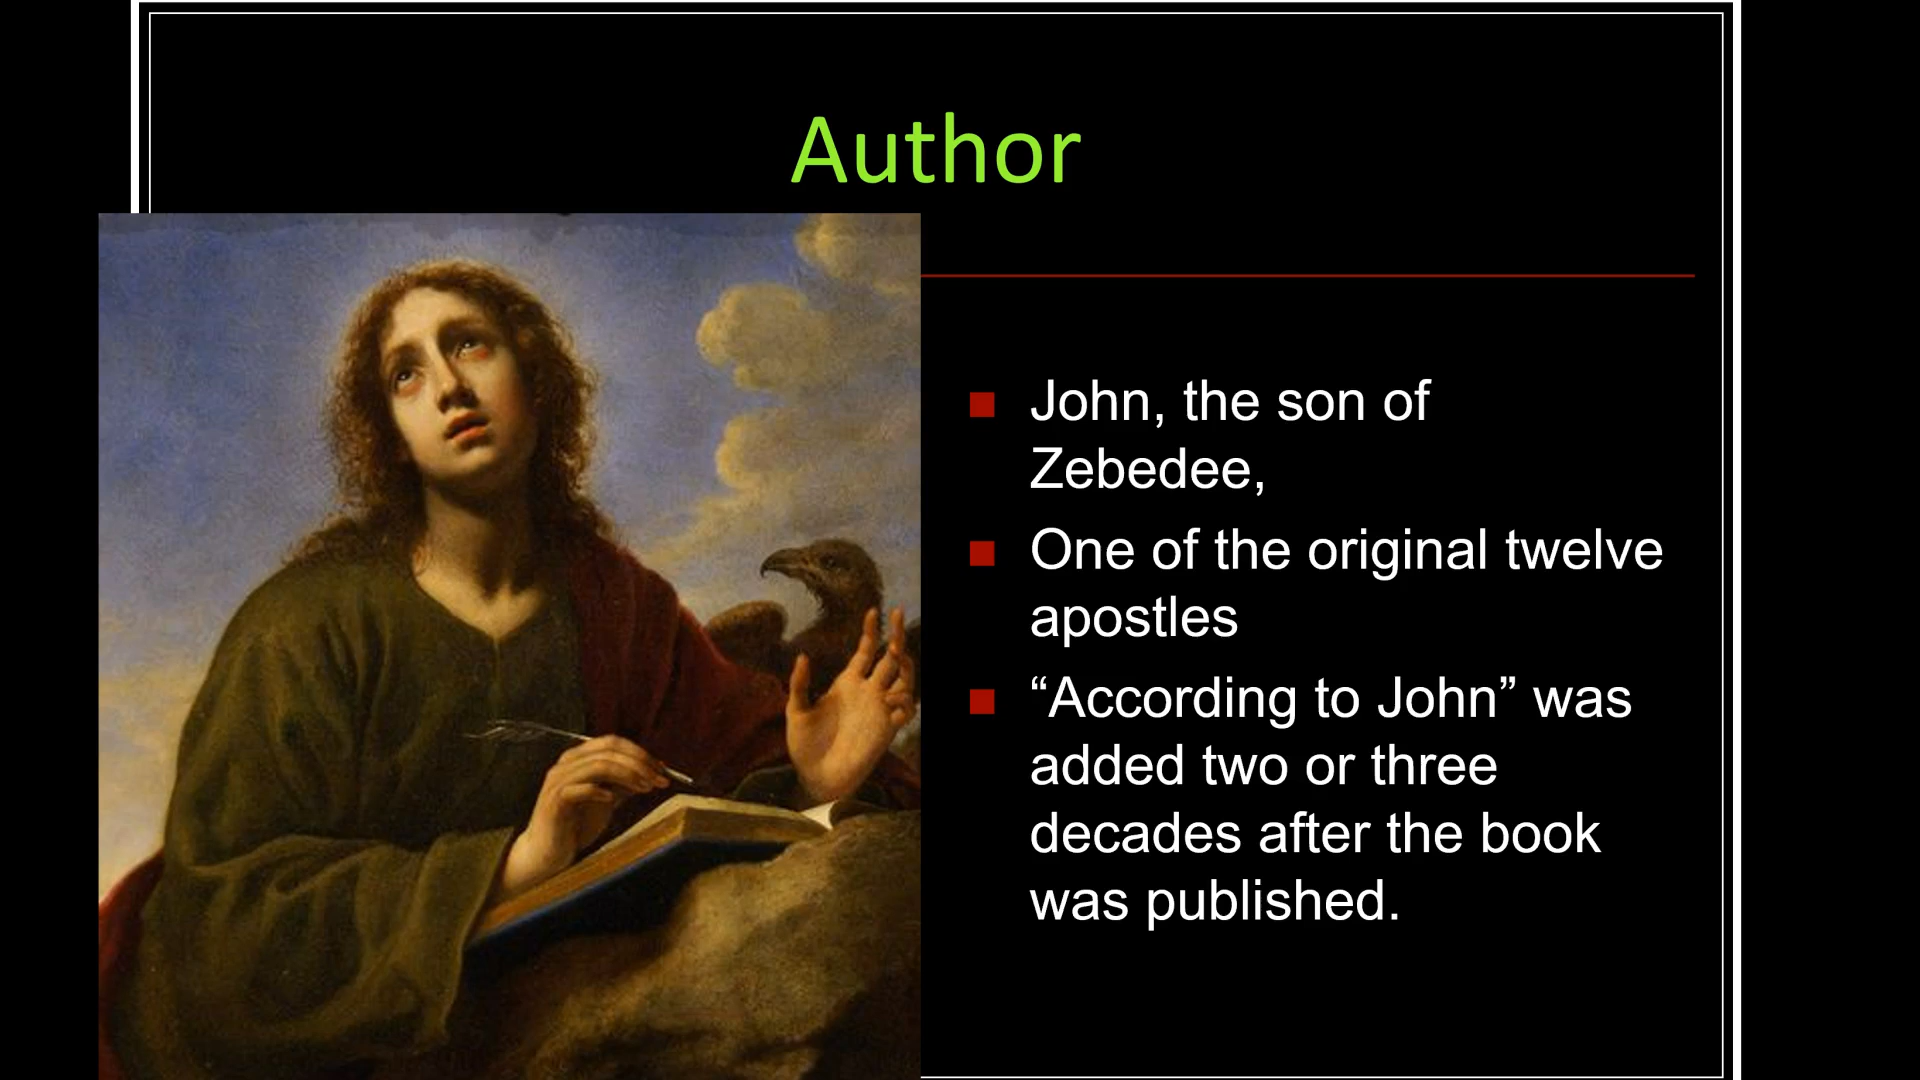 Author
John, the son of
Zebedee,
One of the original twelve
apostles
“According to John” was
added two or three
decades after the book
was published.